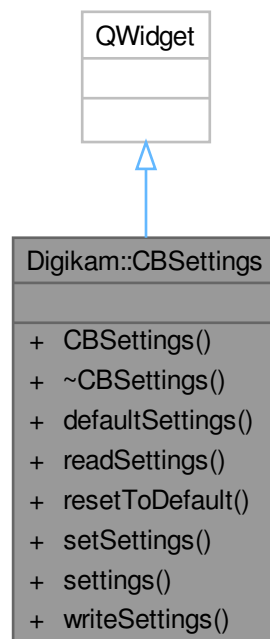 QWidget
Digikam::CBSettings
+ CBSettings()
+ ~CBSettings()
+ defaultSettings()
+ readSettings()
+ resetToDefault()
+ setSettings()
+ settings()
+ writeSettings()